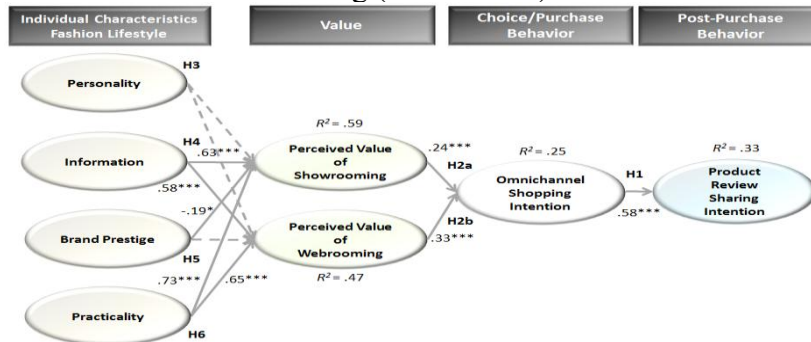 Individual Characteristics
Fashion Lifestyle
Value
Choice/Purchase
Behavior
Post-Purchase
Behavior
H3
Personality
R² = .59
H4
.63***
Information
Perceived Value
of
Showrooming
.24***
H2a
R² = .25
R² = .33
.58***
-.19*
Omnichannel
Shopping
Intention
H1
.58***
Product
Review
Sharing
Intention
Brand Prestige
H5
Perceived Value
of
Webrooming
H2b
.33***
.73***
.65***
R² = .47
Practicality
H6